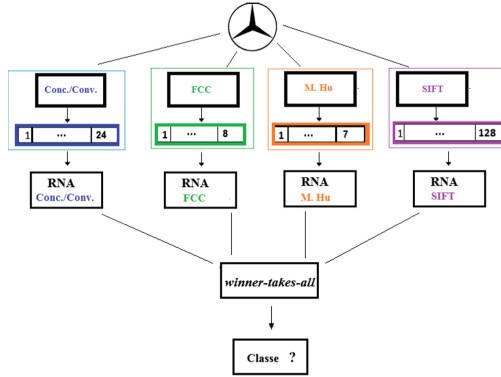 Conc./Conv.
FCC
M. Hu
SIFT
1 ... 24
1 ... 8
1 ... 7
1 ... 128
RNA
Conc./Conv.
RNA
FCC
RNA
M. Hu
RNA
SIFT
winner-takes-all
Classe ?